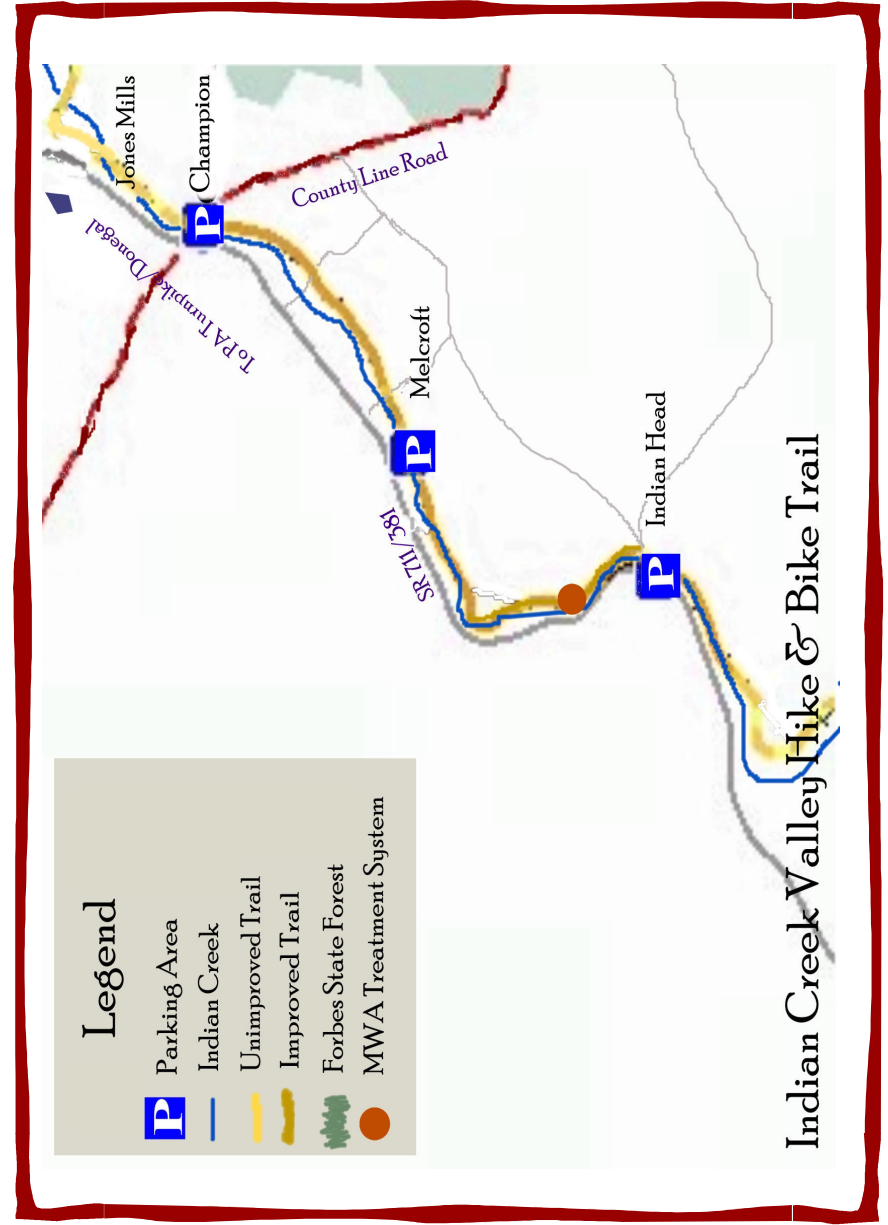 Legend
P Parking Area
Indian Creek
Unimproved Trail
Improved Trail
Forbes State Forest
MWA Treatment System
Jones Mills
Champion
P
County Line Road
To PA Turnpike/Donegal
Melcroft
P
SR 711/381
Indian Head
P
Indian Creek Valley Hike & Bike Trail